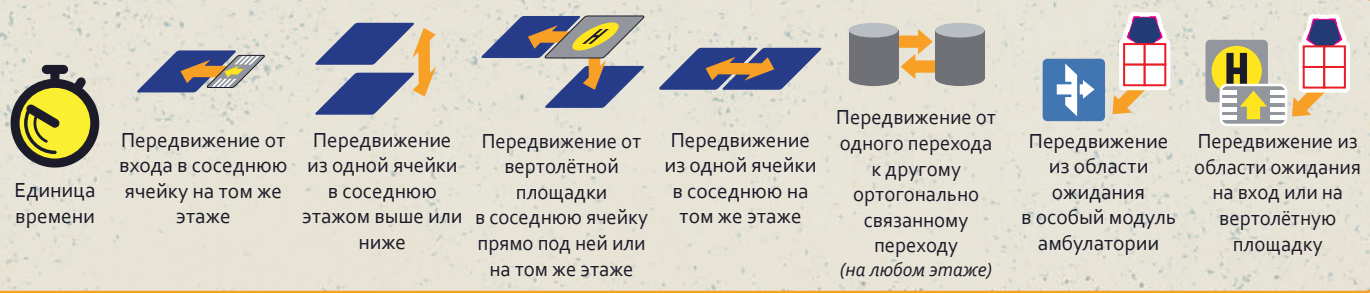 Единица
времени
Передвижение от
входа в соседнюю
ячейку на том же
этаже
Передвижение
из одной ячейки
в соседнюю
этажом выше или
ниже
H
Передвижение от
вертолётной
площадки
в соседнюю ячейку
прямо под ней или
на том же этаже
Передвижение
из одной ячейки
в соседнюю на
том же этаже
Передвижение от
одного перехода
к другому
ортогонально
связанному
переходу
(на любом этаже)
Передвижение
из области
ожидания
в особый модуль
амбулатории
H
Передвижение из
области ожидания
на вход или на
вертолётную
площадку